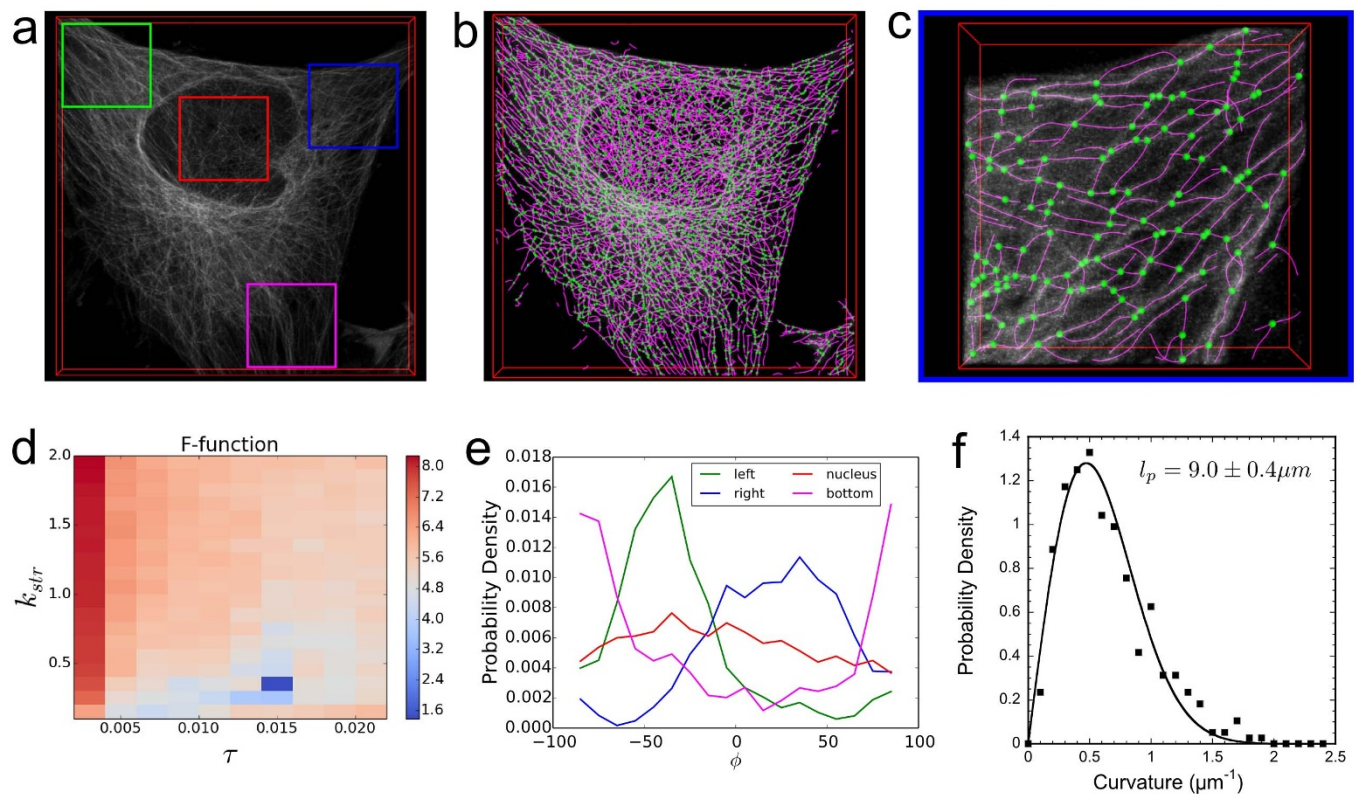 a
b
c
d
F-function
k_str
2.0
1.5
1.0
0.5
0.005 0.010 0.015 0.020
τ
8.0
7.2
6.4
5.6
4.8
4.0
3.2
2.4
1.6
e
Probability Density
0.018
0.016
0.014
0.012
0.010
0.008
0.006
0.004
0.002
0.000
−100 −50 0 50 100
ϕ
left nucleus
right bottom
f
Probability Density
1.4
1.2
1
0.8
0.6
0.4
0.2
0
0 0.5 1 1.5 2 2.5
Curvature (µm⁻¹)
l_p = 9.0 ± 0.4µm